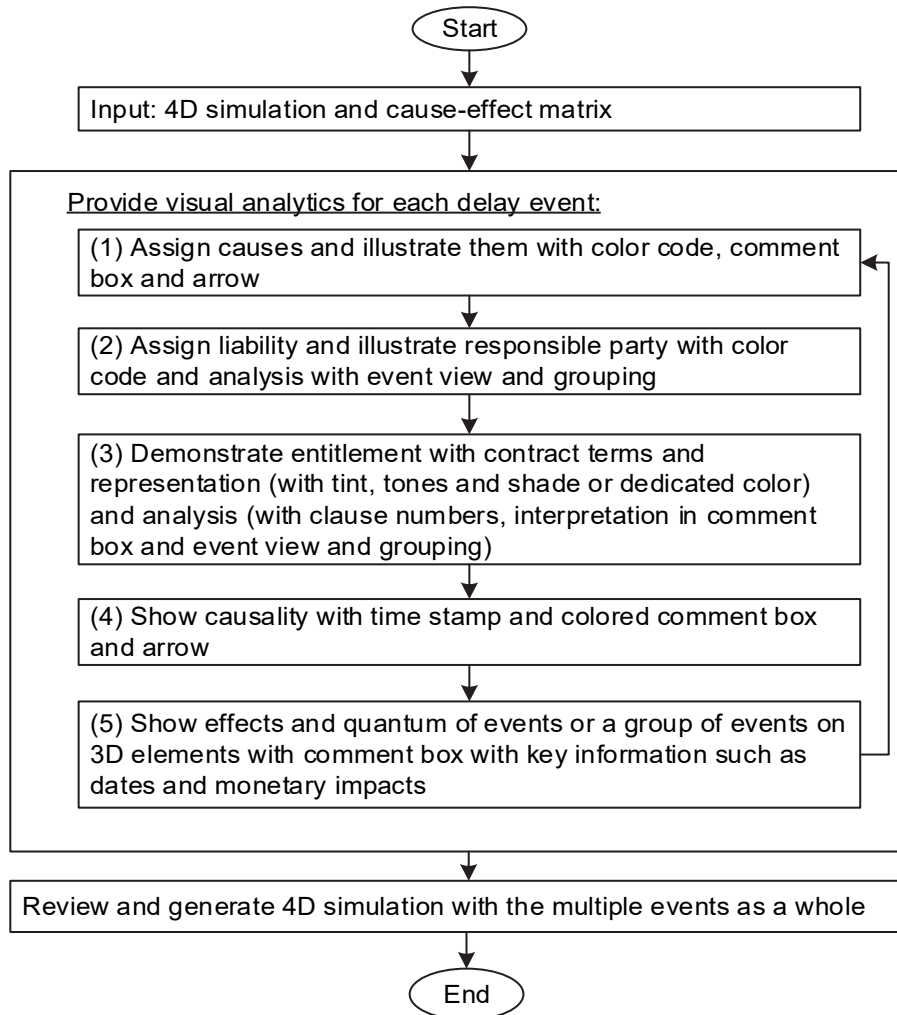 Start
Input: 4D simulation and cause-effect matrix
Provide visual analytics for each delay event:
(1) Assign causes and illustrate them with color code, comment
box and arrow
(2) Assign liability and illustrate responsible party with color
code and analysis with event view and grouping
(3) Demonstrate entitlement with contract terms and
representation (with tint, tones and shade or dedicated color)
and analysis (with clause numbers, interpretation in comment
box and event view and grouping)
(4) Show causality with time stamp and colored comment box
and arrow
(5) Show effects and quantum of events or a group of events on
3D elements with comment box with key information such as
dates and monetary impacts
Review and generate 4D simulation with the multiple events as a whole
End